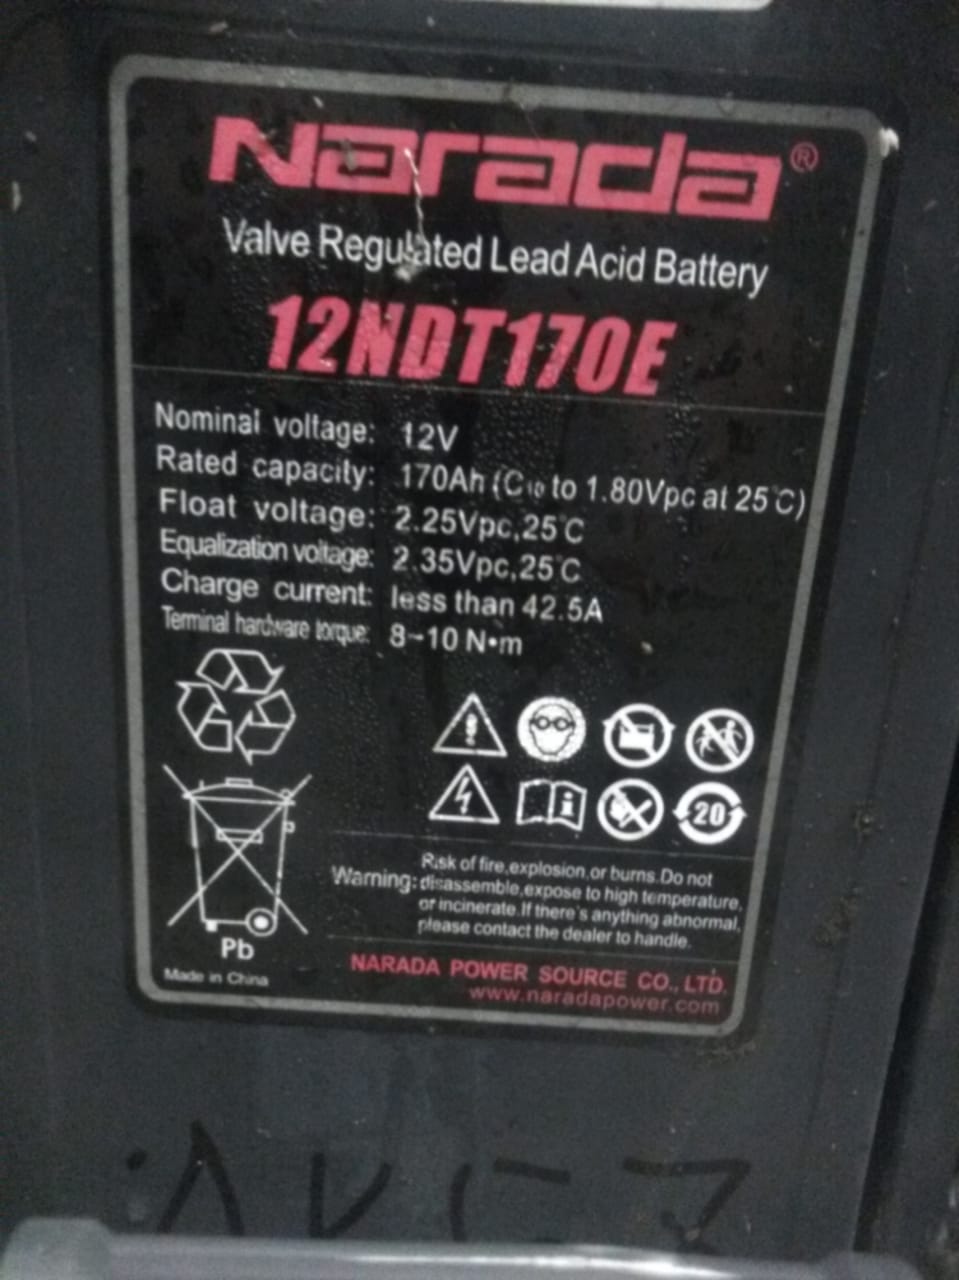 Narada®
Valve Regulated Lead Acid Battery
12NDT170E
Nominal voltage: 12V
Rated capacity: 170Ah (C₁₀ to 1.80Vpc at 25℃)
Float voltage: 2.25Vpc,25℃
Equalization voltage: 2.35Vpc,25℃
Charge current: less than 42.5A
Terminal hardware torque: 8~10 N•m
20
Warning: Risk of fire,explosion,or burns.Do not
disassemble,expose to high temperature,
or incinerate.If there's anything abnormal,
please contact the dealer to handle.
Pb
Made in China
NARADA POWER SOURCE CO., LTD.
www.naradapower.com